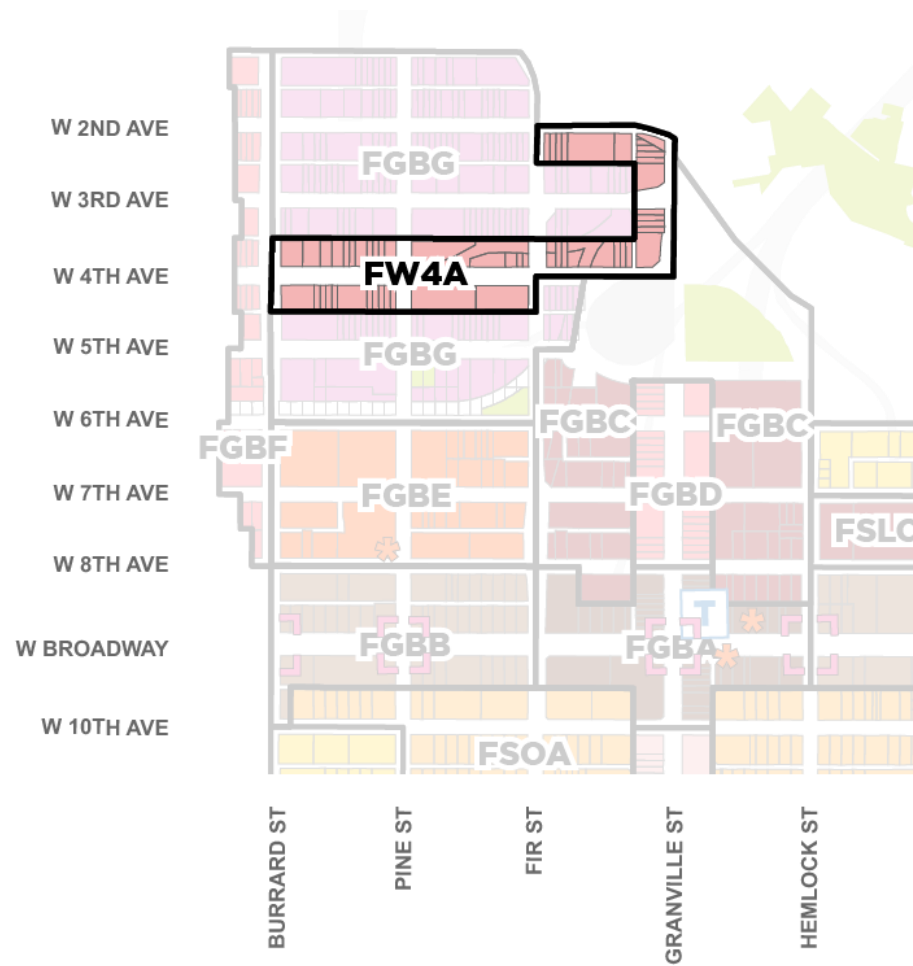 W 2ND AVE
FGBG
W 3RD AVE
W 4TH AVE
FW4A
W 5TH AVE
FGBG
W 6TH AVE
FGBC
FGBC
FGBF
W 7TH AVE
FGBE
FGBD
FSLC
W 8TH AVE
T
W BROADWAY
FGBB
FGBA
W 10TH AVE
FSOA
BURRARD ST
PINE ST
FIR ST
GRANVILLE ST
HEMLOCK ST